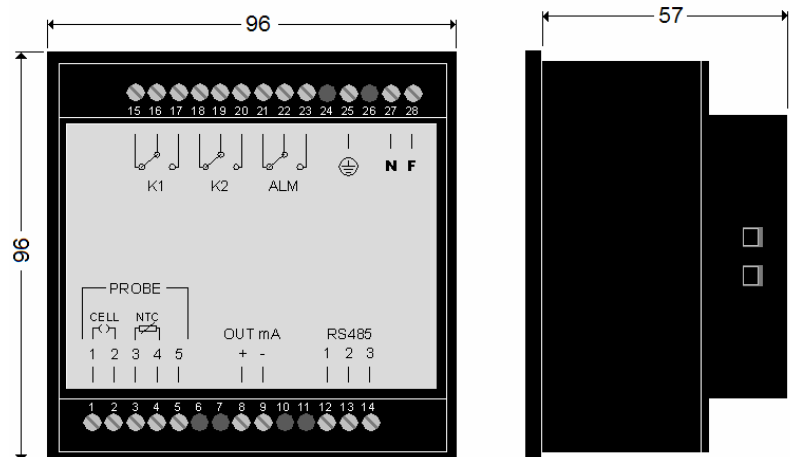 96
57
96
15 16 17 18 19 20 21 22 23 24 25 26 27 28
N F
K1 K2 ALM
PROBE
CELL NTC
OUT mA RS485
1 2 3 4 5 + - 1 2 3
1 2 3 4 5 6 7 8 9 10 11 12 13 14